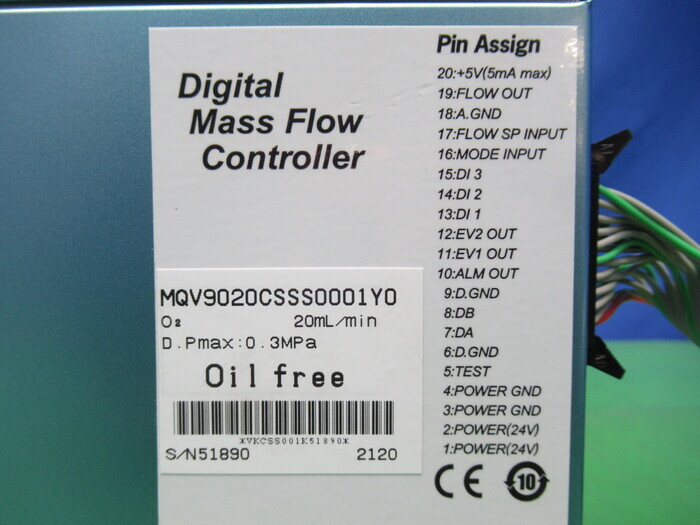 Digital
Mass Flow
Controller
MQV9020CSSS0001Y0
O₂ 20mL/min
D.Pmax:0.3MPa
Oil free
*VKCSS001K51890*
S/N51890 2120
Pin Assign
20:+5V(5mA max)
19:FLOW OUT
18:A.GND
17:FLOW SP INPUT
16:MODE INPUT
15:DI 3
14:DI 2
13:DI 1
12:EV2 OUT
11:EV1 OUT
10:ALM OUT
9:D.GND
8:DB
7:DA
6:D.GND
5:TEST
4:POWER GND
3:POWER GND
2:POWER(24V)
1:POWER(24V)
CE 10